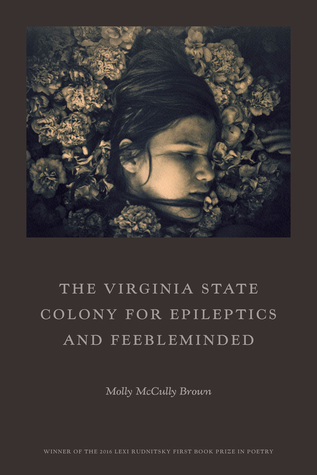 THE VIRGINIA STATE
COLONY FOR EPILEPTICS
AND FEEBLEMINDED
Molly McCully Brown
WINNER OF THE 2016 LEXI RUDNITSKY FIRST BOOK PRIZE IN POETRY